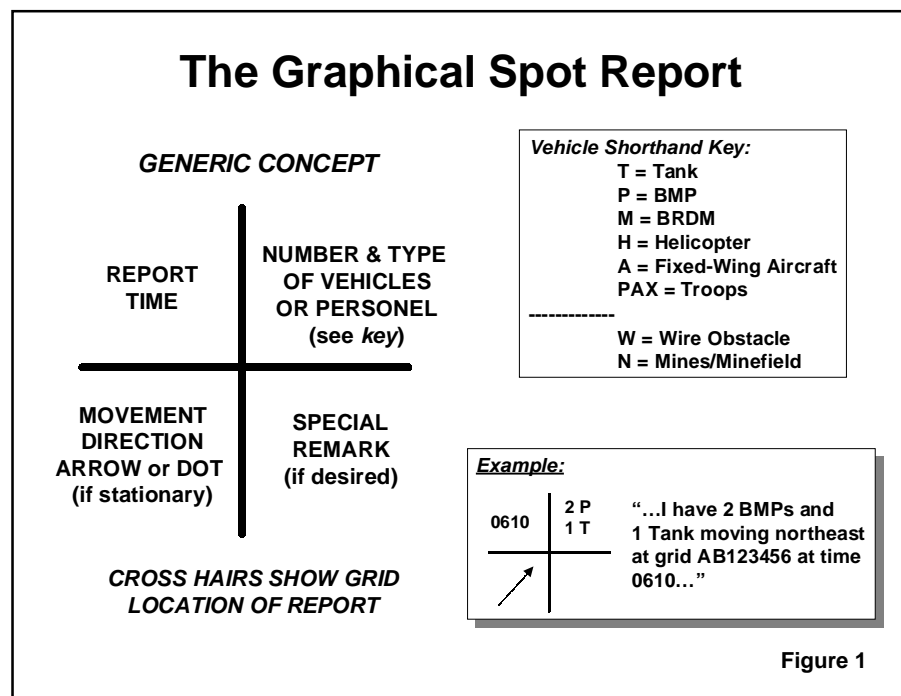 The Graphical Spot Report
GENERIC CONCEPT
REPORT
TIME
NUMBER & TYPE
OF VEHICLES
OR PERSONEL
(see key)
MOVEMENT
DIRECTION
ARROW or DOT
(if stationary)
SPECIAL
REMARK
(if desired)
CROSS HAIRS SHOW GRID
LOCATION OF REPORT
Vehicle Shorthand Key:
T = Tank
P = BMP
M = BRDM
H = Helicopter
A = Fixed-Wing Aircraft
PAX = Troops
-------------
W = Wire Obstacle
N = Mines/Minefield
Example:
0610
2 P
1 T
“…I have 2 BMPs and
1 Tank moving northeast
at grid AB123456 at time
0610…”
Figure 1